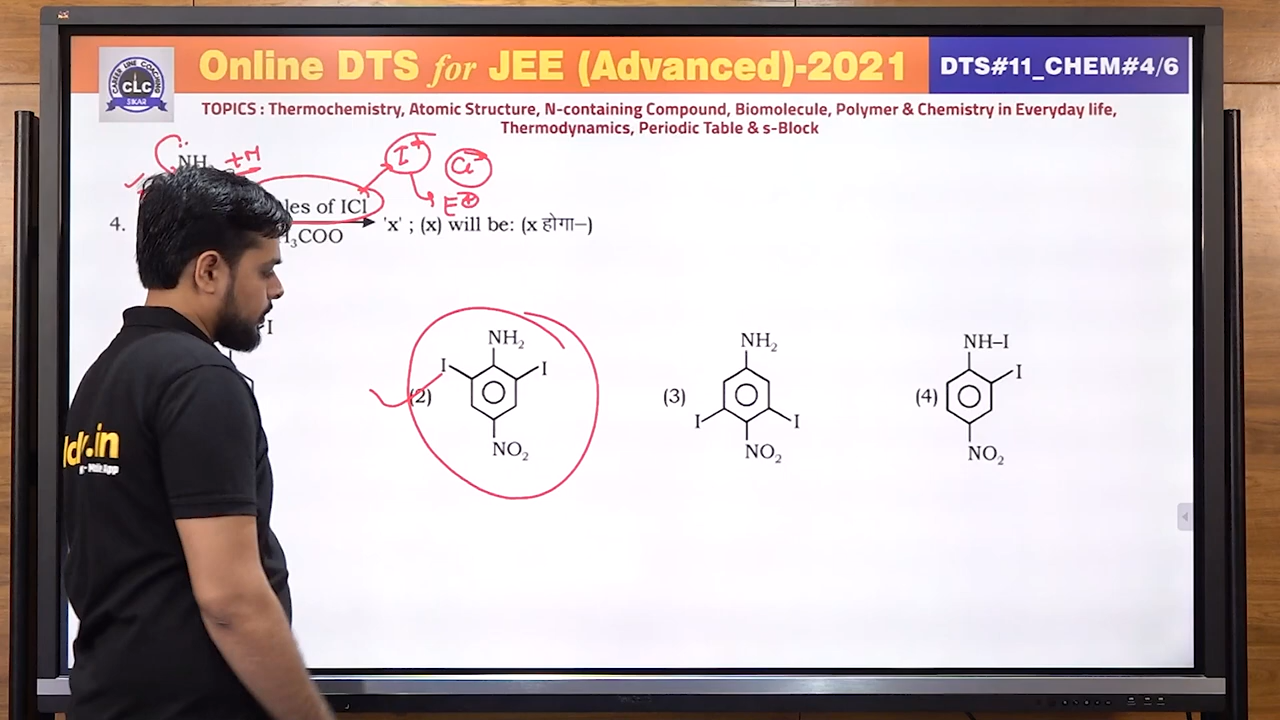 Online DTS for JEE (Advanced)-2021
DTS#11_CHEM#4/6
CAREER LINE COACHING
CLC
SIKAR
TOPICS : Thermochemistry, Atomic Structure, N-containing Compound, Biomolecule, Polymer & Chemistry in Everyday life,
Thermodynamics, Periodic Table & s-Block
NH
+M
I+
Cl-
E⊕
4.
les of ICl
H₃COO
'x' ; (x) will be: (x होगा–)
I
(2)
NH₂
I
I
NO₂
(3)
NH₂
I
I
NO₂
(4)
NH–I
I
NO₂
.in